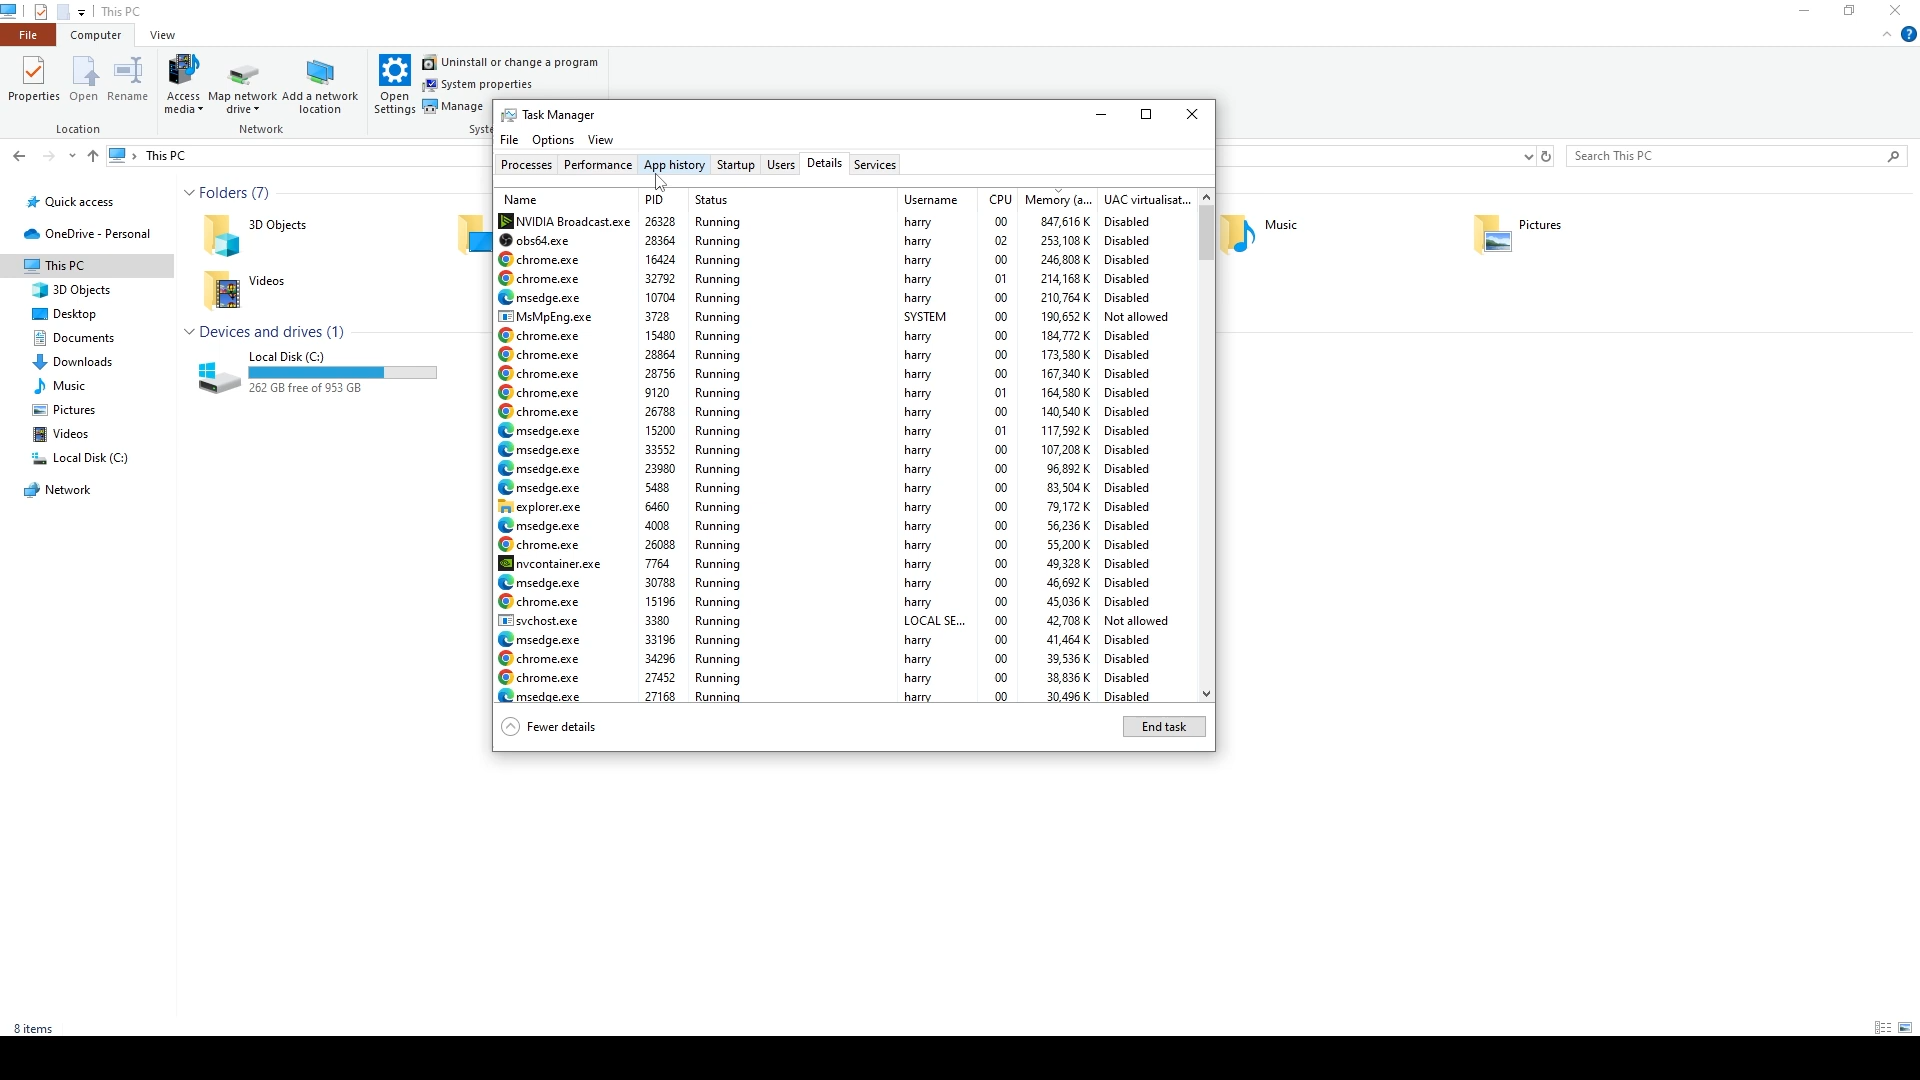 This PC
File Computer View
Properties Open Rename
Location
Access media Map network drive Add a network location
Network
Open Settings
Uninstall or change a program
System properties
Manage
Syste
This PC
Search This PC
Quick access
OneDrive - Personal
This PC
3D Objects
Desktop
Documents
Downloads
Music
Pictures
Videos
Local Disk (C:)
Network
Folders (7)
3D Objects
Videos
Music
Pictures
Devices and drives (1)
Local Disk (C:)
262 GB free of 953 GB
Task Manager
File Options View
Processes Performance App history Startup Users Details Services
Name PID Status Username CPU Memory (a... UAC virtualisat...
NVIDIA Broadcast.exe 26328 Running harry 00 847,616 K Disabled
obs64.exe 28364 Running harry 02 253,108 K Disabled
chrome.exe 16424 Running harry 00 246,808 K Disabled
chrome.exe 32792 Running harry 01 214,168 K Disabled
msedge.exe 10704 Running harry 00 210,764 K Disabled
MsMpEng.exe 3728 Running SYSTEM 00 190,652 K Not allowed
chrome.exe 15480 Running harry 00 184,772 K Disabled
chrome.exe 28864 Running harry 00 173,580 K Disabled
chrome.exe 28756 Running harry 00 167,340 K Disabled
chrome.exe 9120 Running harry 01 164,580 K Disabled
chrome.exe 26788 Running harry 00 140,540 K Disabled
msedge.exe 15200 Running harry 01 117,592 K Disabled
msedge.exe 33552 Running harry 00 107,208 K Disabled
msedge.exe 23980 Running harry 00 96,892 K Disabled
msedge.exe 5488 Running harry 00 83,504 K Disabled
explorer.exe 6460 Running harry 00 79,172 K Disabled
msedge.exe 4008 Running harry 00 56,236 K Disabled
chrome.exe 26088 Running harry 00 55,200 K Disabled
nvcontainer.exe 7764 Running harry 00 49,328 K Disabled
msedge.exe 30788 Running harry 00 46,692 K Disabled
chrome.exe 15196 Running harry 00 45,036 K Disabled
svchost.exe 3380 Running LOCAL SE... 00 42,708 K Not allowed
msedge.exe 33196 Running harry 00 41,464 K Disabled
chrome.exe 34296 Running harry 00 39,536 K Disabled
chrome.exe 27452 Running harry 00 38,836 K Disabled
msedge.exe 27168 Running harry 00 30,496 K Disabled
Fewer details
End task
8 items